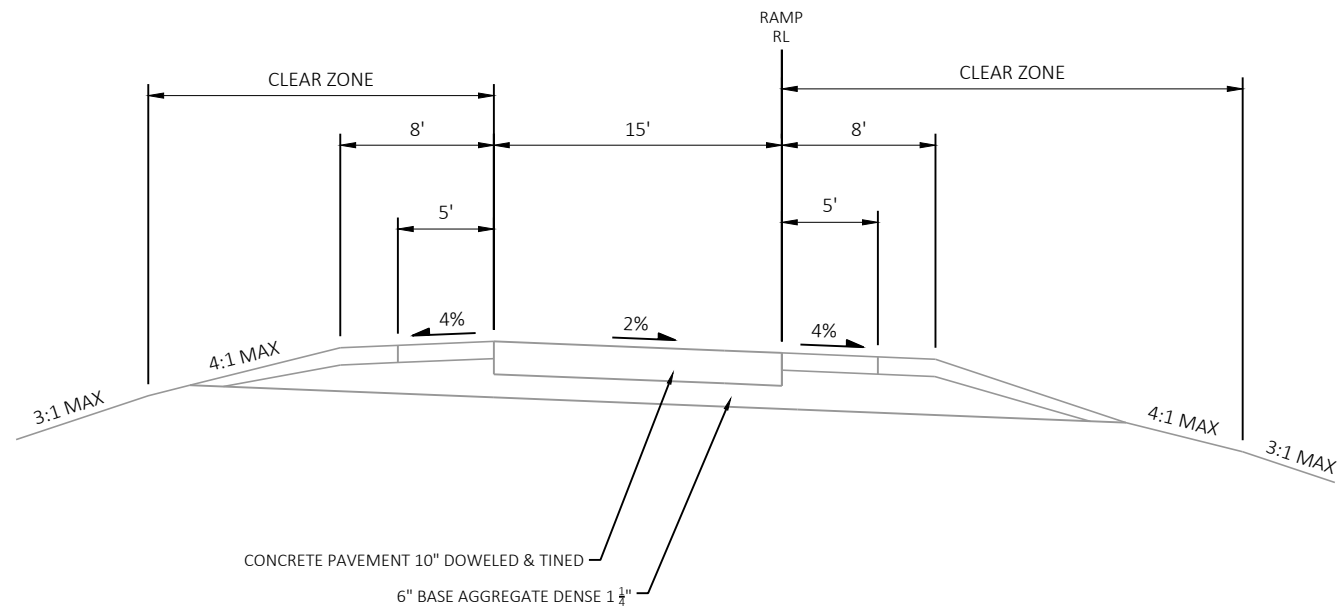 RAMP
RL
CLEAR ZONE
CLEAR ZONE
8'
15'
8'
5'
5'
4%
2%
4%
4:1 MAX
3:1 MAX
4:1 MAX
3:1 MAX
CONCRETE PAVEMENT 10" DOWELED & TINED
6" BASE AGGREGATE DENSE 1 1/4"